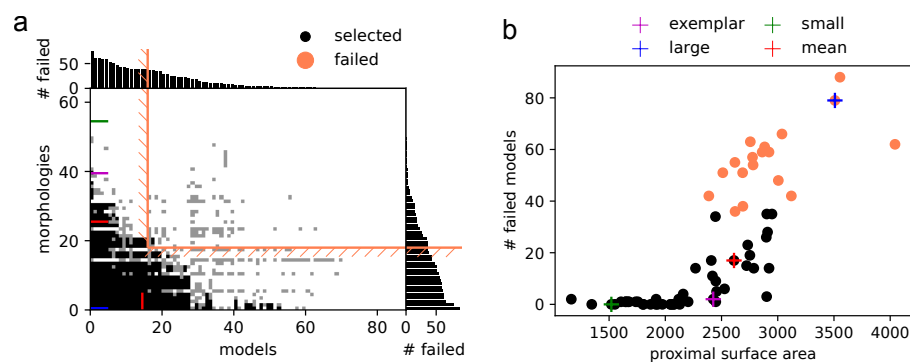 a
# failed
50
0
selected
failed
morphologies
60
40
20
0
0
20
40
60
80
0
50
models
# failed
b
exemplar
small
large
mean
# failed models
80
60
40
20
0
1500
2000
2500
3000
3500
4000
proximal surface area